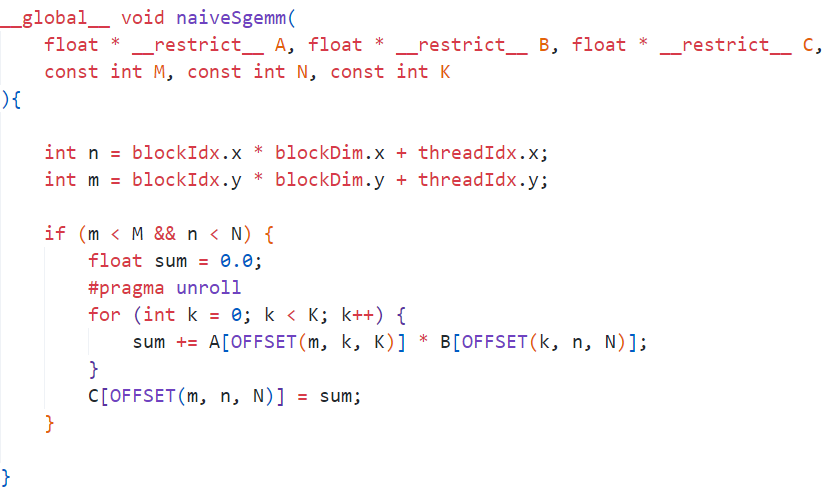 __global__ void naiveSgemm(
    float * __restrict__ A, float * __restrict__ B, float * __restrict__ C,
    const int M, const int N, const int K
){
    int n = blockIdx.x * blockDim.x + threadIdx.x;
    int m = blockIdx.y * blockDim.y + threadIdx.y;
    if (m < M && n < N) {
        float sum = 0.0;
        #pragma unroll
        for (int k = 0; k < K; k++) {
            sum += A[OFFSET(m, k, K)] * B[OFFSET(k, n, N)];
        }
        C[OFFSET(m, n, N)] = sum;
    }
}